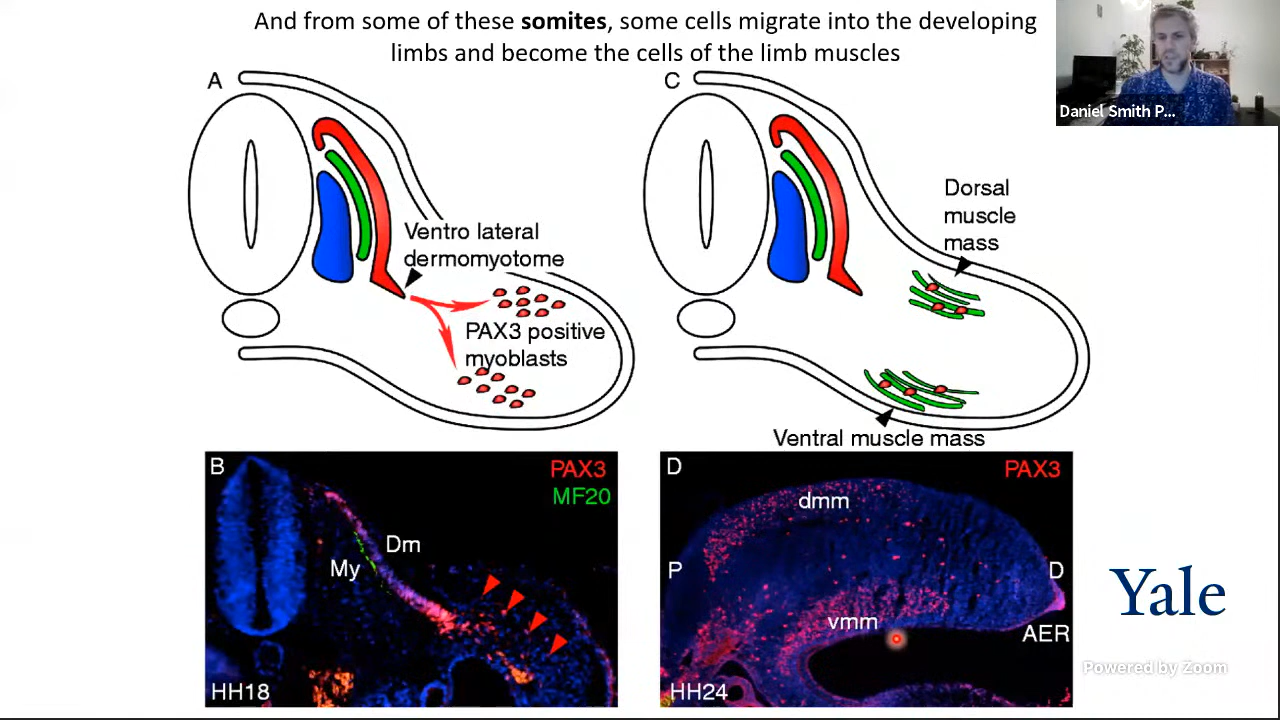 And from some of these somites, some cells migrate into the developing
limbs and become the cells of the limb muscles
Daniel Smith P...
A
Ventro lateral
dermomyotome
PAX3 positive
myoblasts
C
Dorsal
muscle
mass
Ventral muscle mass
B
PAX3
MF20
Dm
My
HH18
D
PAX3
dmm
P
D
vmm
AER
HH24
Yale
Powered by Zoom